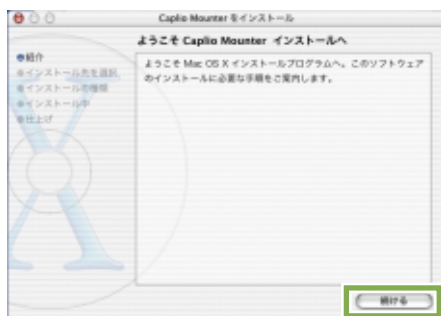 Caplio Mounter をインストール
ようこそ Caplio Mounter インストールへ
紹介
インストール先を選択
インストールの種類
インストール中
仕上げ
ようこそ Mac OS X インストールプログラムへ。このソフトウェア
のインストールに必要な手順をご案内します。
続ける